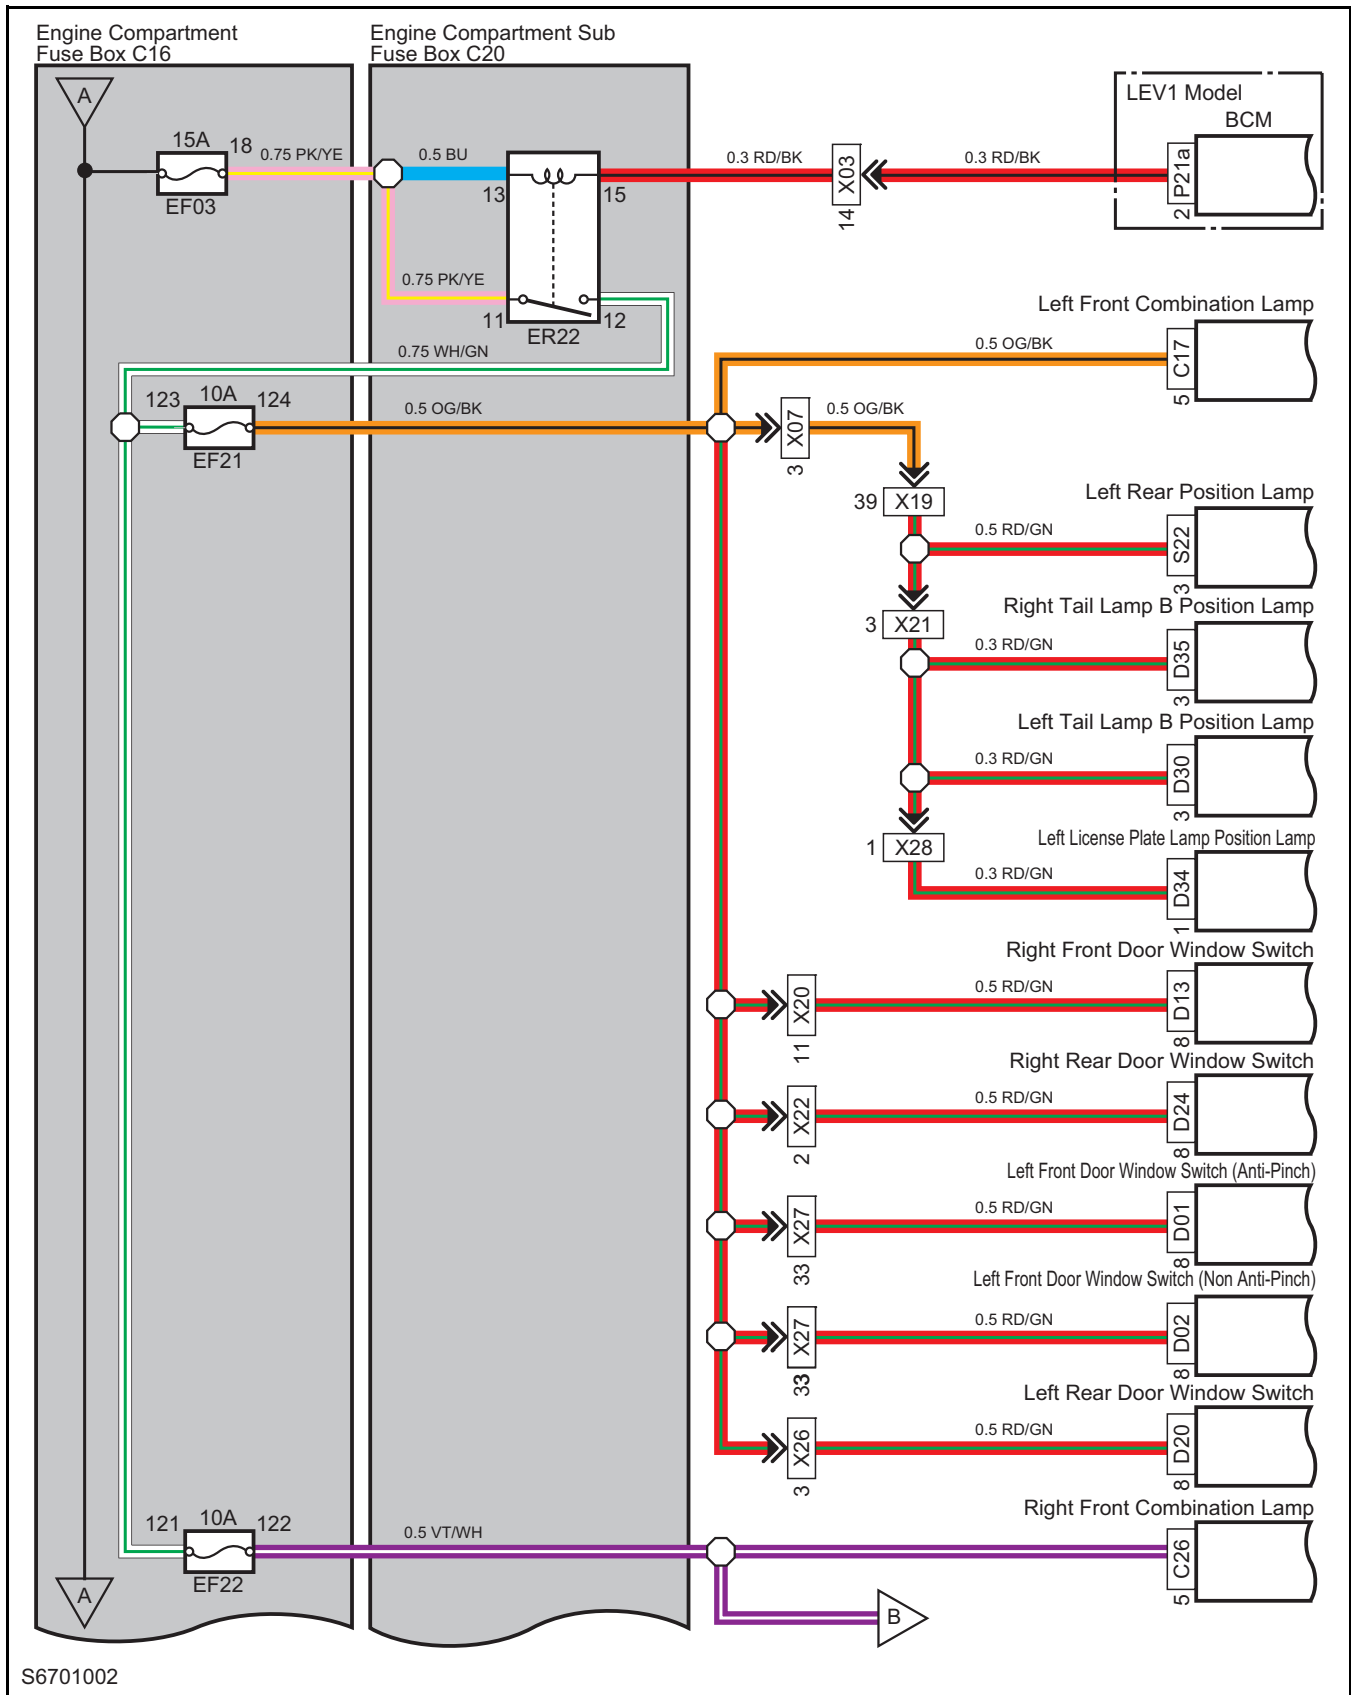 Engine Compartment
Fuse Box C16
Engine Compartment Sub
Fuse Box C20
A
15A
18
0.75 PK/YE
EF03
0.5 BU
13
15
0.3 RD/BK
X03
14
0.3 RD/BK
LEV1 Model
BCM
P21a
2
0.75 PK/YE
11
12
ER22
0.75 WH/GN
Left Front Combination Lamp
0.5 OG/BK
C17
5
123
10A
124
EF21
0.5 OG/BK
X07
3
0.5 OG/BK
39
X19
Left Rear Position Lamp
0.5 RD/GN
S22
3
Right Tail Lamp B Position Lamp
3
X21
0.3 RD/GN
D35
3
Left Tail Lamp B Position Lamp
0.3 RD/GN
D30
3
Left License Plate Lamp Position Lamp
1
X28
0.3 RD/GN
D34
1
Right Front Door Window Switch
X20
11
0.5 RD/GN
D13
8
Right Rear Door Window Switch
X22
2
0.5 RD/GN
D24
8
Left Front Door Window Switch (Anti-Pinch)
X27
33
0.5 RD/GN
D01
8
Left Front Door Window Switch (Non Anti-Pinch)
X27
33
0.5 RD/GN
D02
8
Left Rear Door Window Switch
X26
3
0.5 RD/GN
D20
8
Right Front Combination Lamp
121
10A
122
EF22
0.5 VT/WH
C26
5
A
B
S6701002